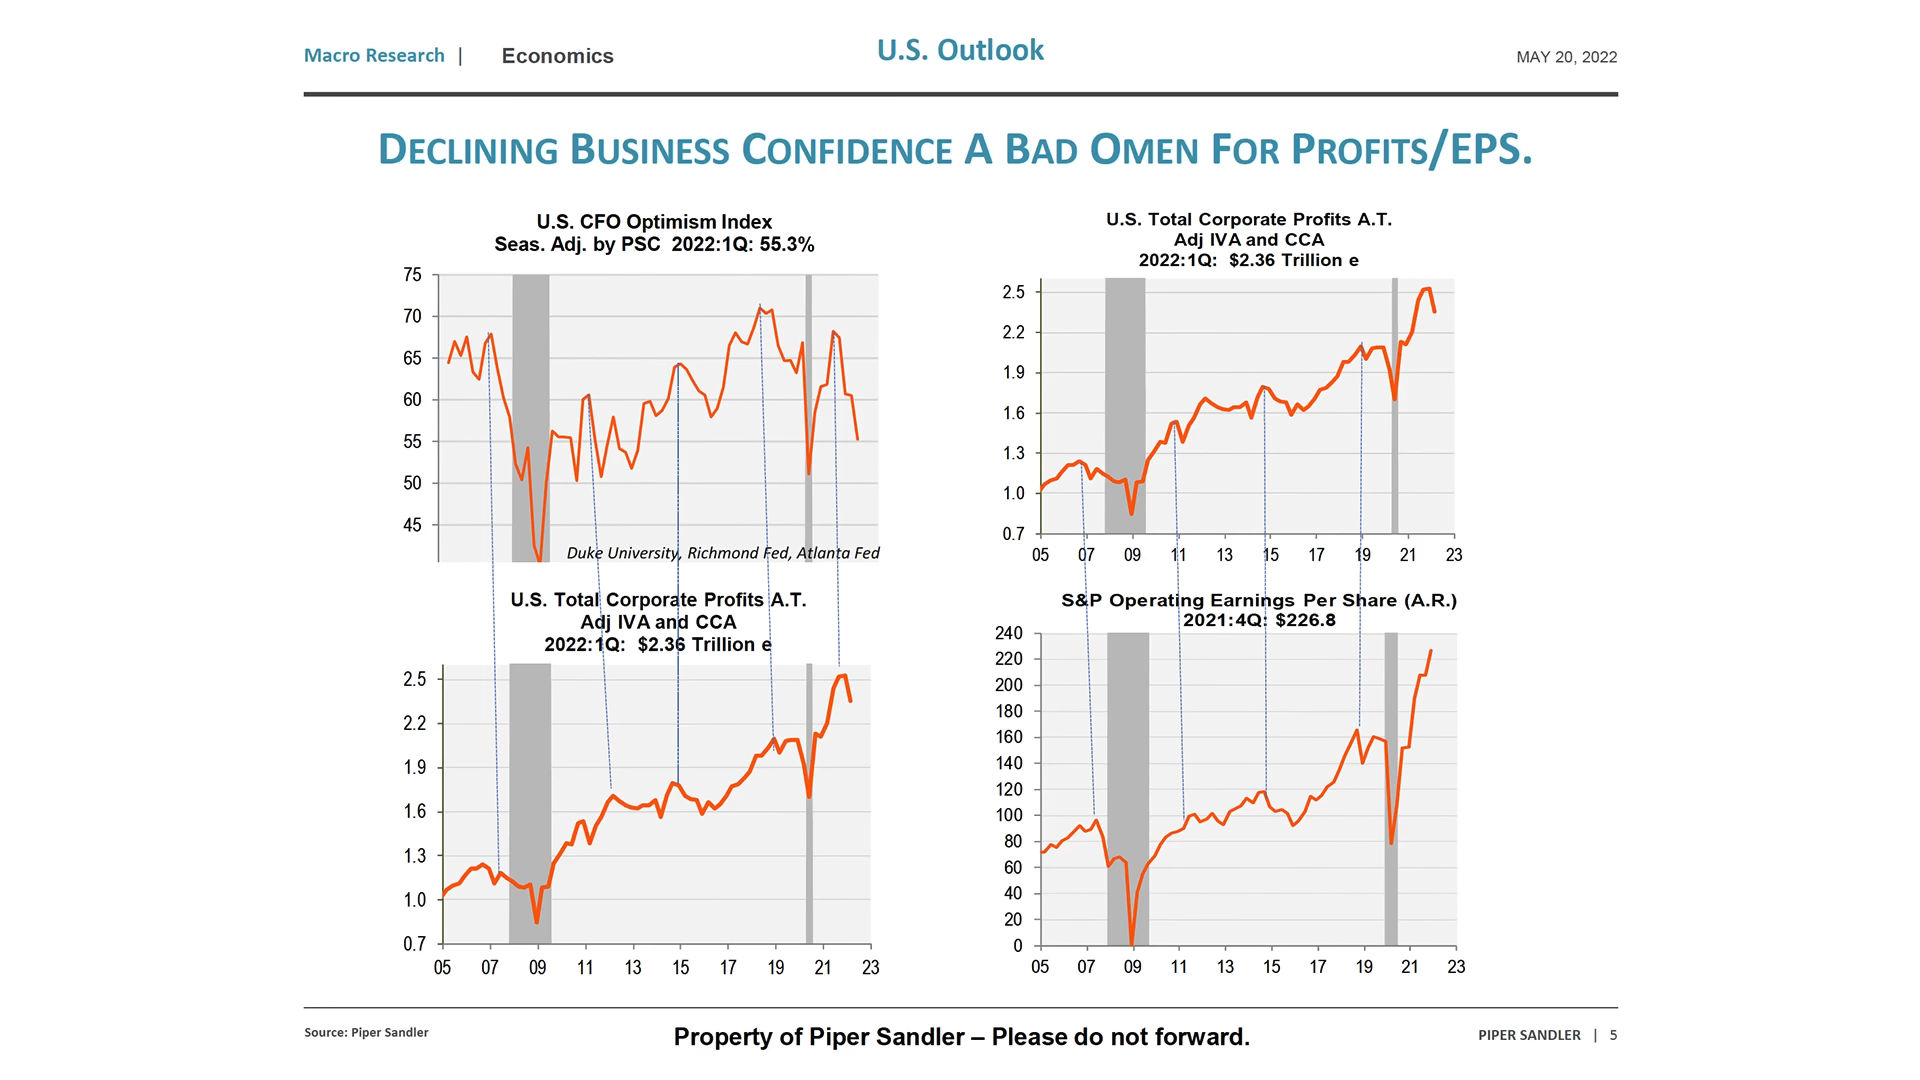 Macro Research |
Economics
U.S. Outlook
MAY 20, 2022
DECLINING BUSINESS CONFIDENCE A BAD OMEN FOR PROFITS/EPS.
U.S. CFO Optimism Index
Seas. Adj. by PSC 2022:1Q: 55.3%
75
70
65
60
55
50
45
Duke University, Richmond Fed, Atlanta Fed
U.S. Total Corporate Profits A.T.
Adj IVA and CCA
2022:1Q: $2.36 Trillion e
2.5
2.2
1.9
1.6
1.3
1.0
0.7
05 07 09 11 13 15 17 19 21 23
U.S. Total Corporate Profits A.T.
Adj IVA and CCA
2022:1Q: $2.36 Trillion e
2.5
2.2
1.9
1.6
1.3
1.0
0.7
05 07 09 11 13 15 17 19 21 23
S&P Operating Earnings Per Share (A.R.)
2021:4Q: $226.8
240
220
200
180
160
140
120
100
80
60
40
20
0
05 07 09 11 13 15 17 19 21 23
Source: Piper Sandler
Property of Piper Sandler – Please do not forward.
PIPER SANDLER | 5